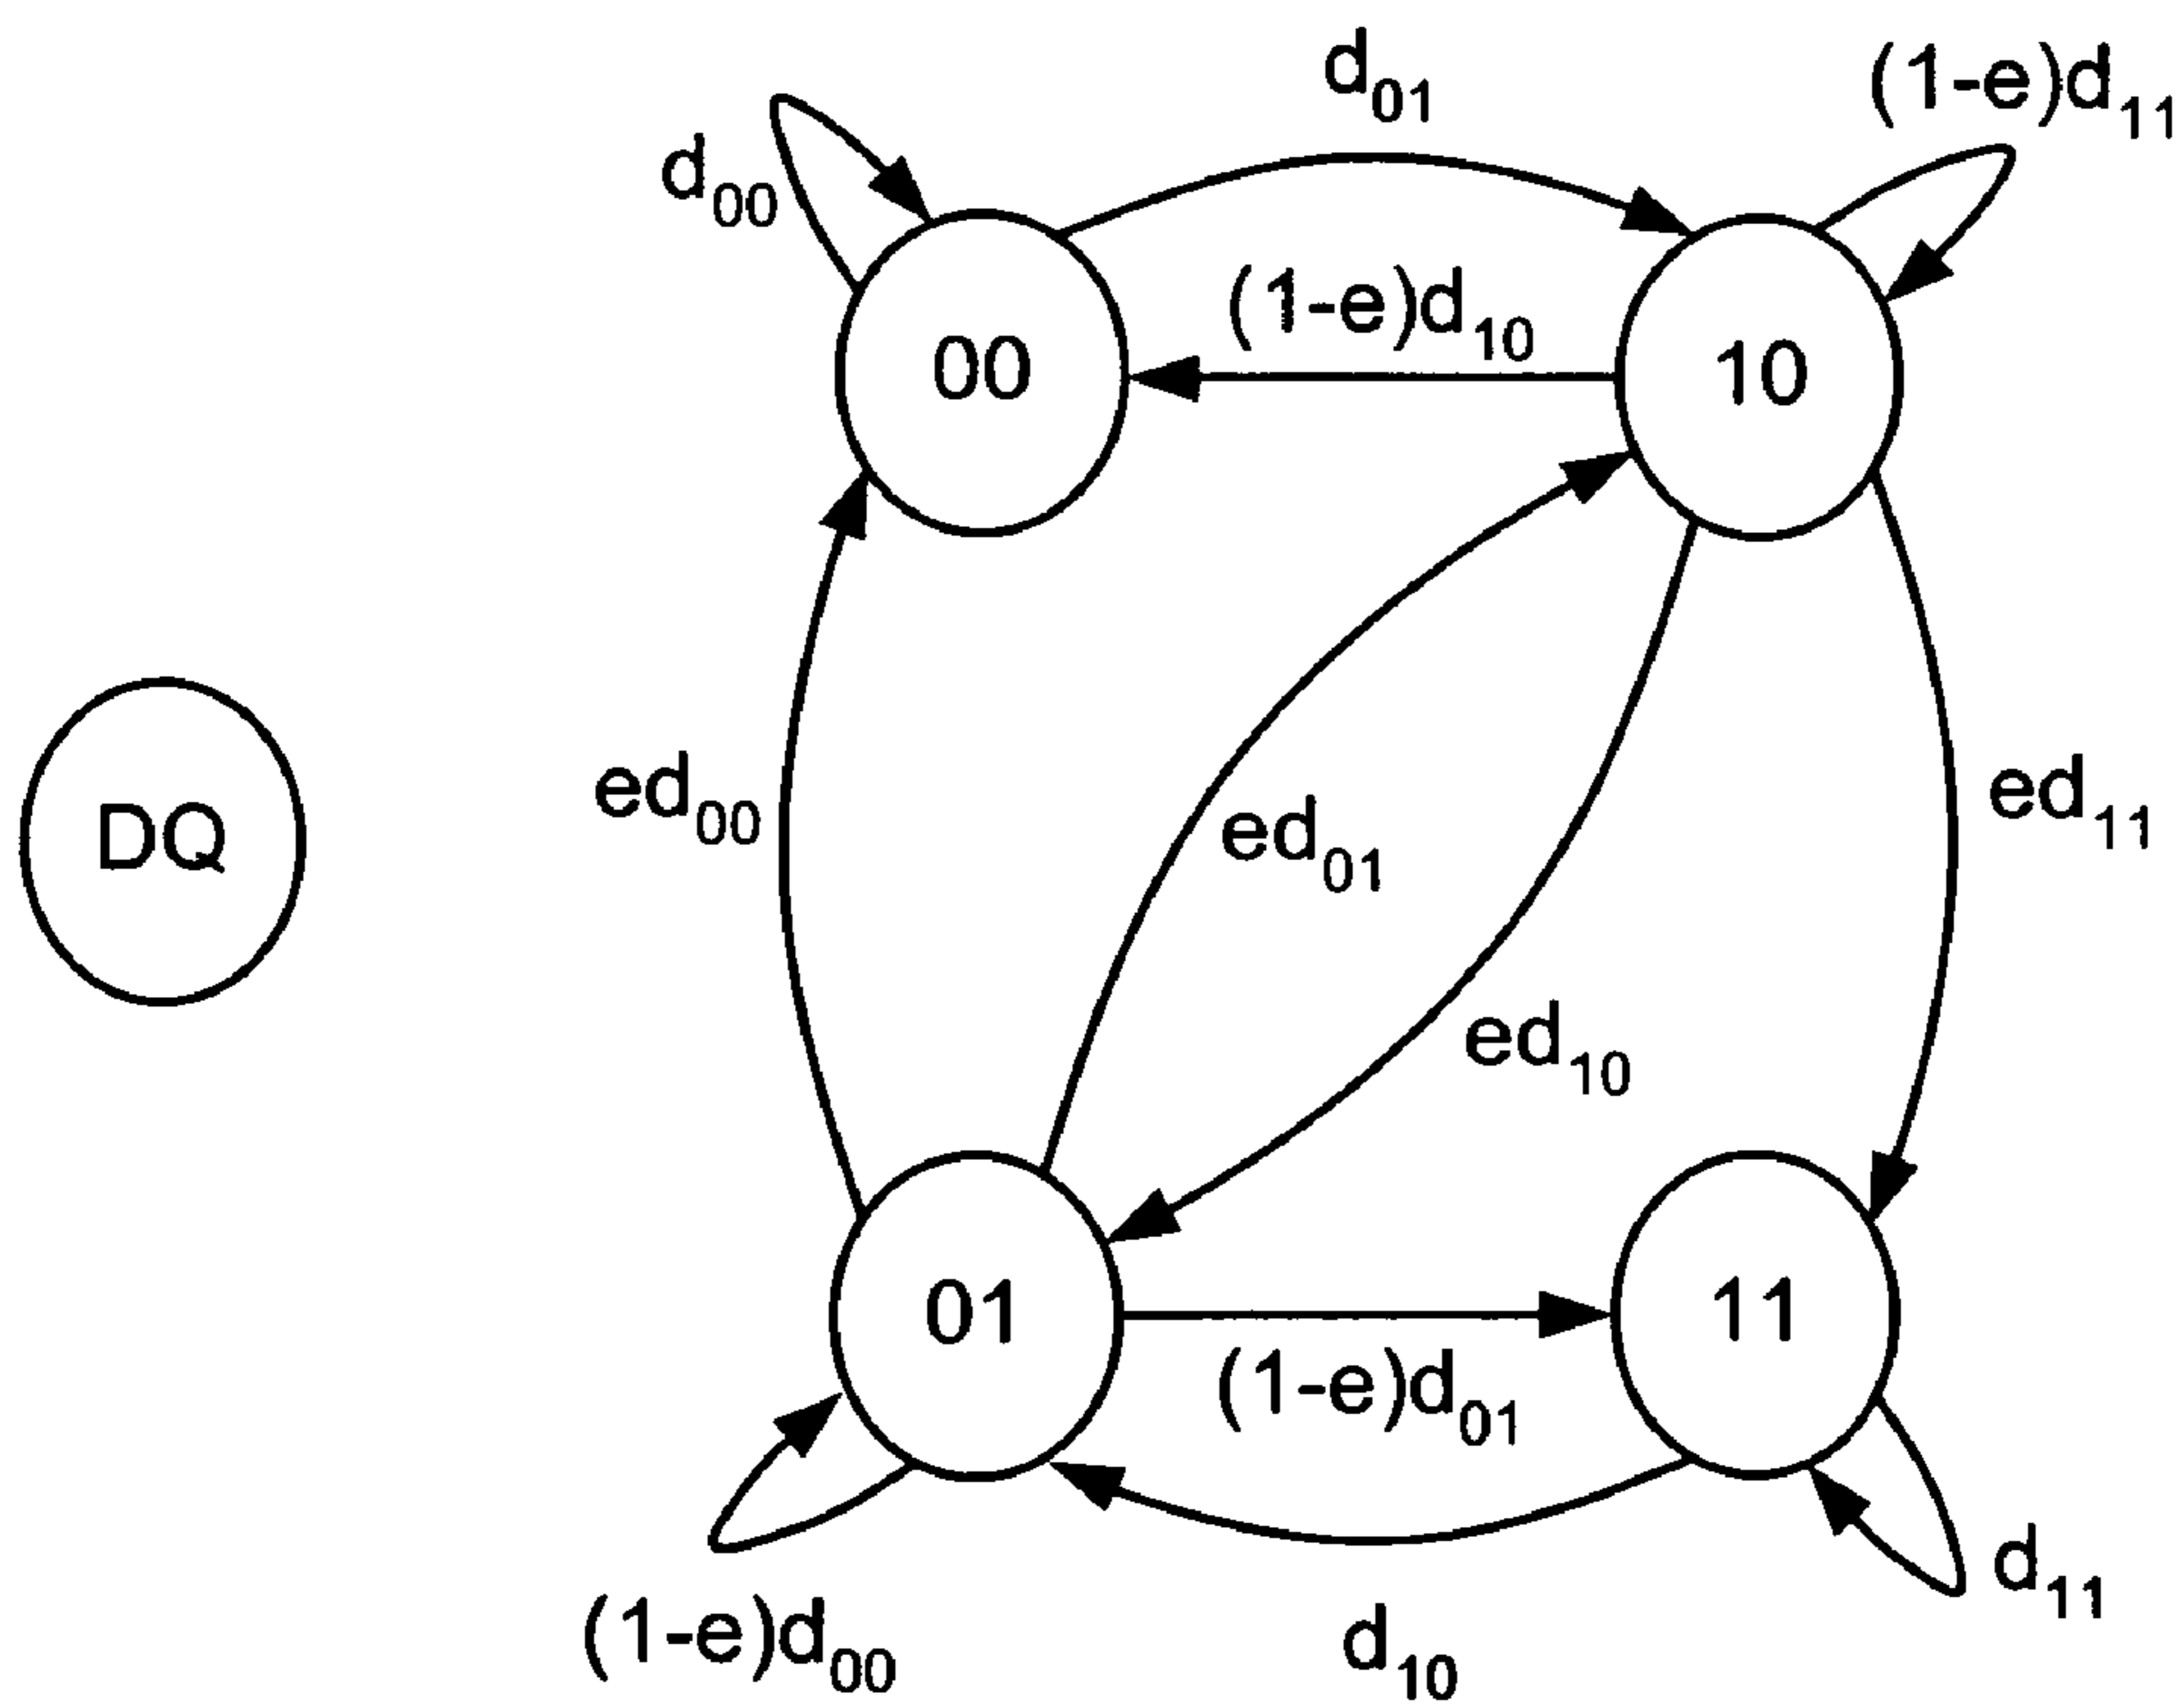 d₀₁
(1-e)d₁₁
d₀₀
(1-e)d₁₀
00
10
ed₀₀
ed₀₁
ed₁₁
DQ
ed₁₀
01
11
(1-e)d₀₁
d₁₁
(1-e)d₀₀
d₁₀